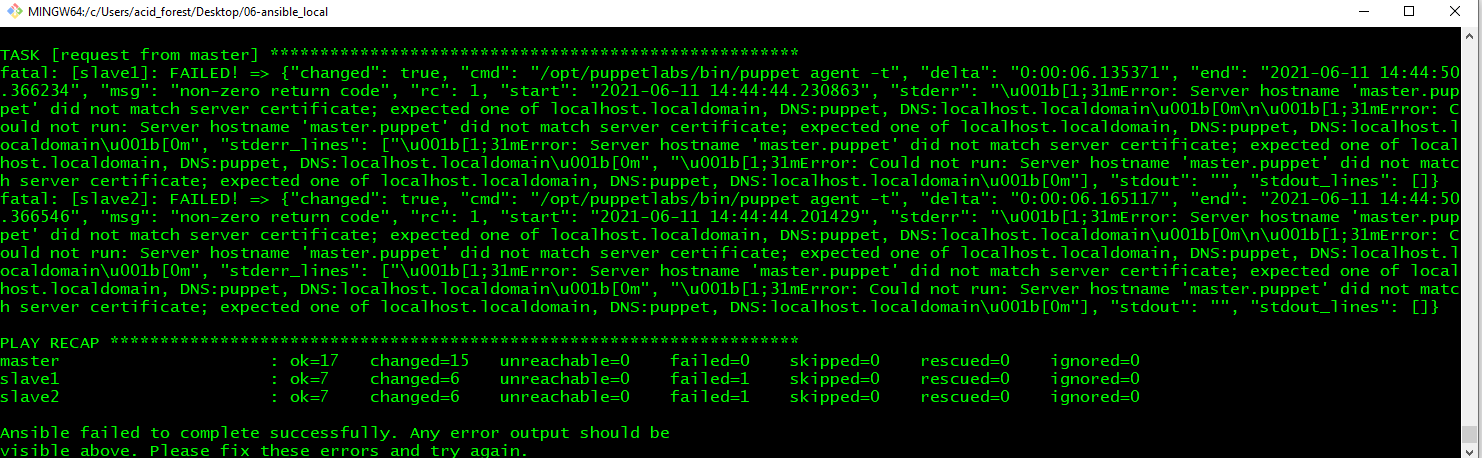 MINGW64:/c/Users/acid_forest/Desktop/06-ansible_local
TASK [request from master] *****************************************************
fatal: [slave1]: FAILED! => {"changed": true, "cmd": "/opt/puppetlabs/bin/puppet agent -t", "delta": "0:00:06.135371", "end": "2021-06-11 14:44:50
.366234", "msg": "non-zero return code", "rc": 1, "start": "2021-06-11 14:44:44.230863", "stderr": "\u001b[1;31mError: Server hostname 'master.pup
pet' did not match server certificate; expected one of localhost.localdomain, DNS:puppet, DNS:localhost.localdomain\u001b[0m\n\u001b[1;31mError: C
ould not run: Server hostname 'master.puppet' did not match server certificate; expected one of localhost.localdomain, DNS:puppet, DNS:localhost.l
ocaldomain\u001b[0m", "stderr_lines": ["\u001b[1;31mError: Server hostname 'master.puppet' did not match server certificate; expected one of local
host.localdomain, DNS:puppet, DNS:localhost.localdomain\u001b[0m", "\u001b[1;31mError: Could not run: Server hostname 'master.puppet' did not matc
h server certificate; expected one of localhost.localdomain, DNS:puppet, DNS:localhost.localdomain\u001b[0m"], "stdout": "", "stdout_lines": []}
fatal: [slave2]: FAILED! => {"changed": true, "cmd": "/opt/puppetlabs/bin/puppet agent -t", "delta": "0:00:06.165117", "end": "2021-06-11 14:44:50
.366546", "msg": "non-zero return code", "rc": 1, "start": "2021-06-11 14:44:44.201429", "stderr": "\u001b[1;31mError: Server hostname 'master.pup
pet' did not match server certificate; expected one of localhost.localdomain, DNS:puppet, DNS:localhost.localdomain\u001b[0m\n\u001b[1;31mError: C
ould not run: Server hostname 'master.puppet' did not match server certificate; expected one of localhost.localdomain, DNS:puppet, DNS:localhost.l
ocaldomain\u001b[0m", "stderr_lines": ["\u001b[1;31mError: Server hostname 'master.puppet' did not match server certificate; expected one of local
host.localdomain, DNS:puppet, DNS:localhost.localdomain\u001b[0m", "\u001b[1;31mError: Could not run: Server hostname 'master.puppet' did not matc
h server certificate; expected one of localhost.localdomain, DNS:puppet, DNS:localhost.localdomain\u001b[0m"], "stdout": "", "stdout_lines": []}
PLAY RECAP *********************************************************************
master                     : ok=17   changed=15   unreachable=0    failed=0    skipped=0    rescued=0    ignored=0
slave1                     : ok=7    changed=6    unreachable=0    failed=1    skipped=0    rescued=0    ignored=0
slave2                     : ok=7    changed=6    unreachable=0    failed=1    skipped=0    rescued=0    ignored=0
Ansible failed to complete successfully. Any error output should be
visible above. Please fix these errors and try again.